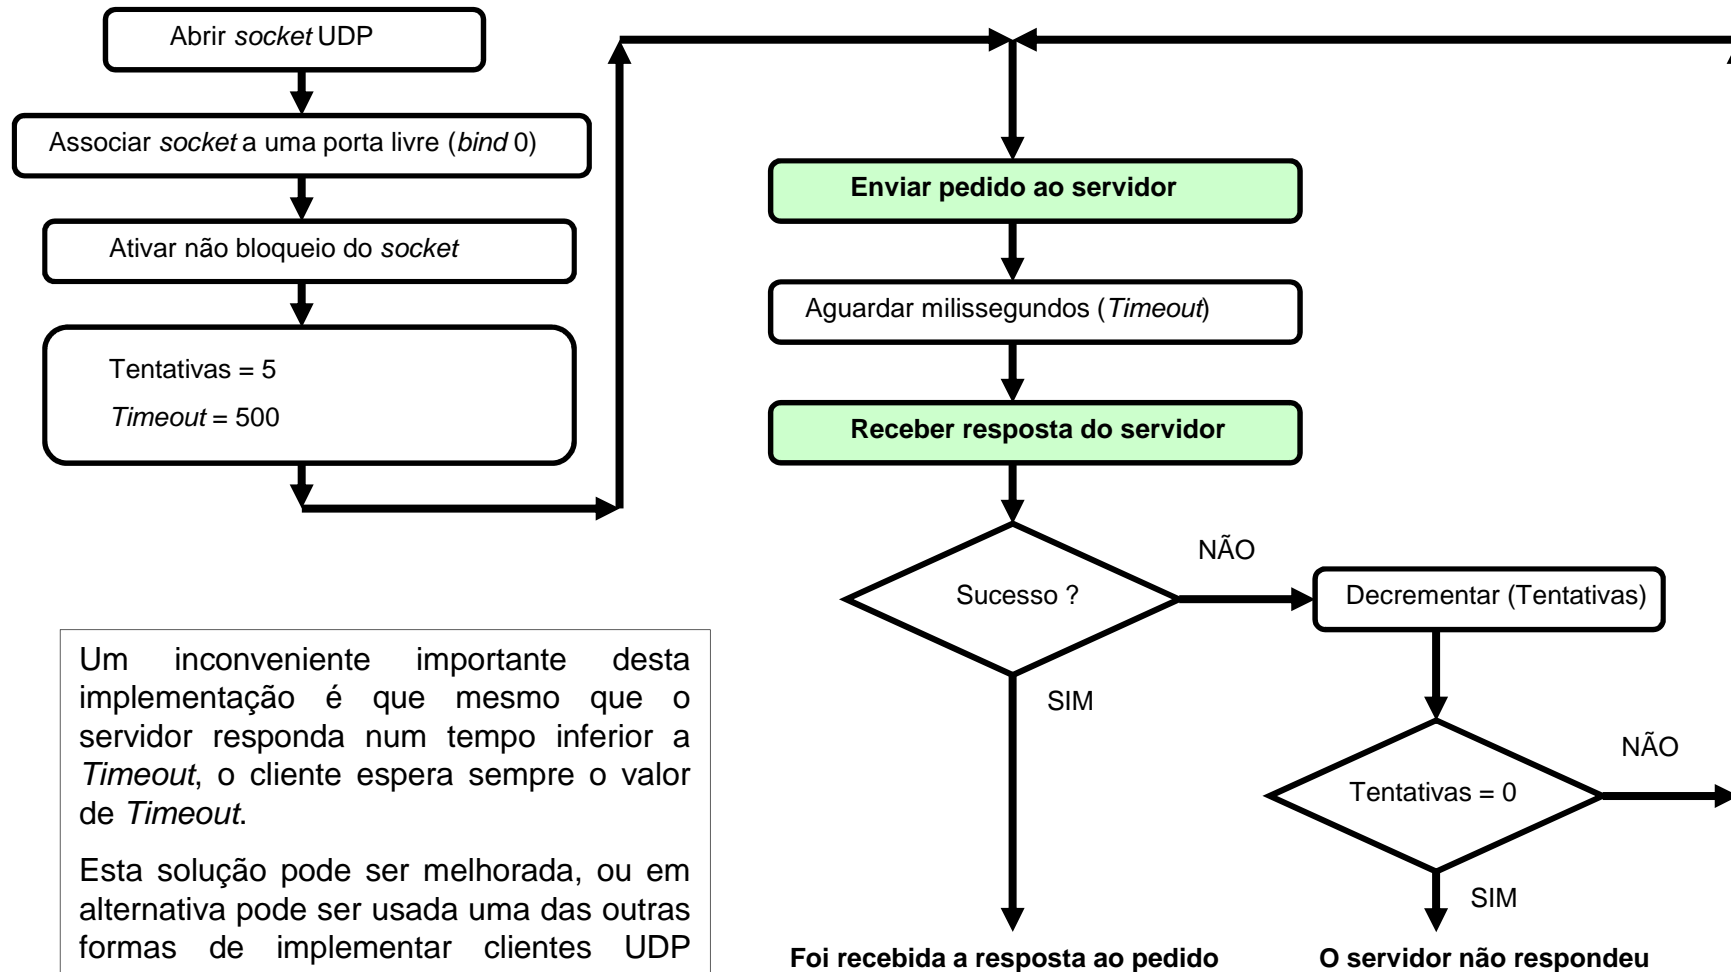 Abrir socket UDP
Associar socket a uma porta livre (bind 0)
Ativar não bloqueio do socket
Tentativas = 5
Timeout = 500
Enviar pedido ao servidor
Aguardar milissegundos (Timeout)
Receber resposta do servidor
Sucesso ?
NÃO
Decrementar (Tentativas)
SIM
Tentativas = 0
NÃO
SIM
Foi recebida a resposta ao pedido
O servidor não respondeu
Um inconveniente importante desta
implementação é que mesmo que o
servidor responda num tempo inferior a
Timeout, o cliente espera sempre o valor
de Timeout.
Esta solução pode ser melhorada, ou em
alternativa pode ser usada uma das outras
formas de implementar clientes UDP